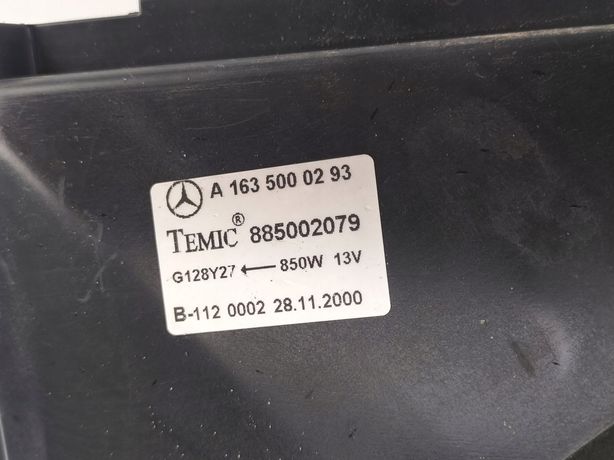 A 163 500 02 93
TEMIC® 885002079
G128Y27 ← 850W 13V
B-112 0002 28.11.2000